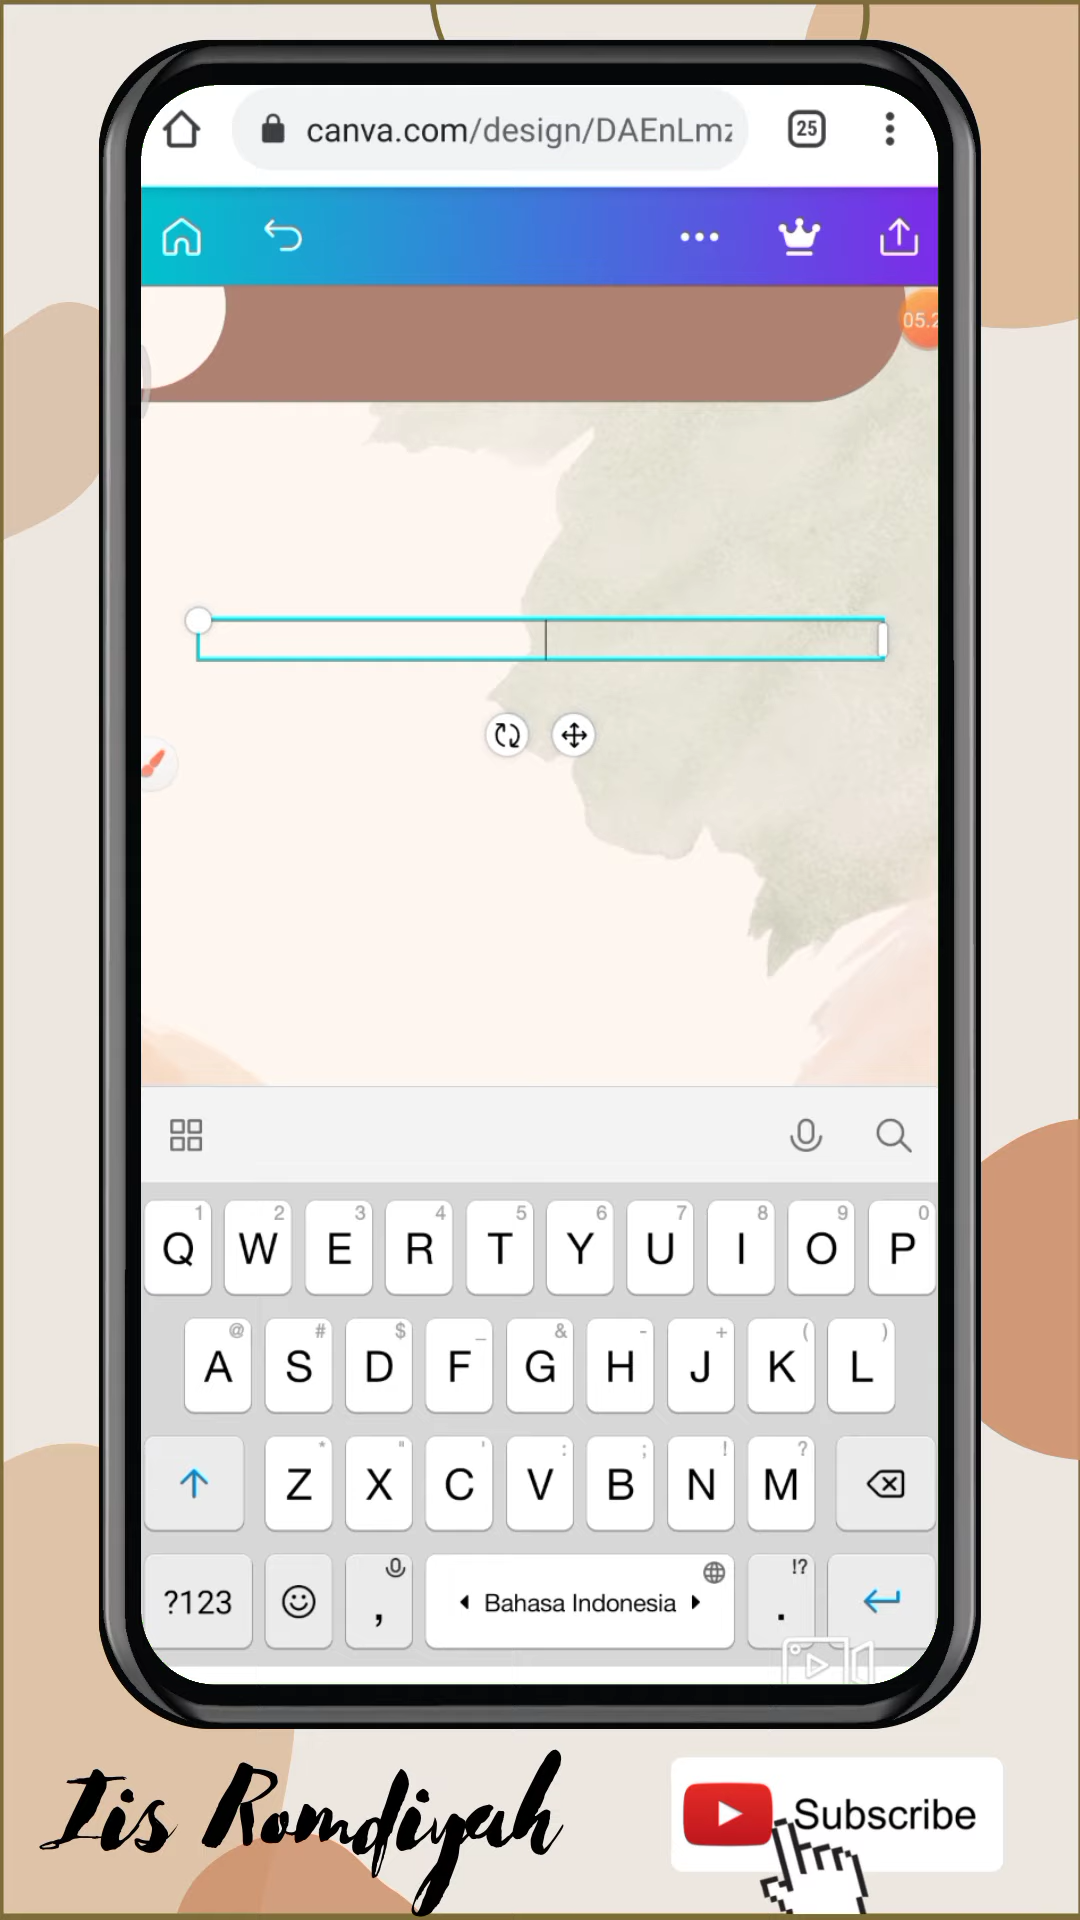 canva.com/design/DAEnLmz
25
05.2
1 2 3 4 5 6 7 8 9 0
Q W E R T Y U I O P
@ # $ _ & - + ( )
A S D F G H J K L
* " ' : ; ! ?
Z X C V B N M
!?
?123 , Bahasa Indonesia .
Iis Romdiyah
Subscribe